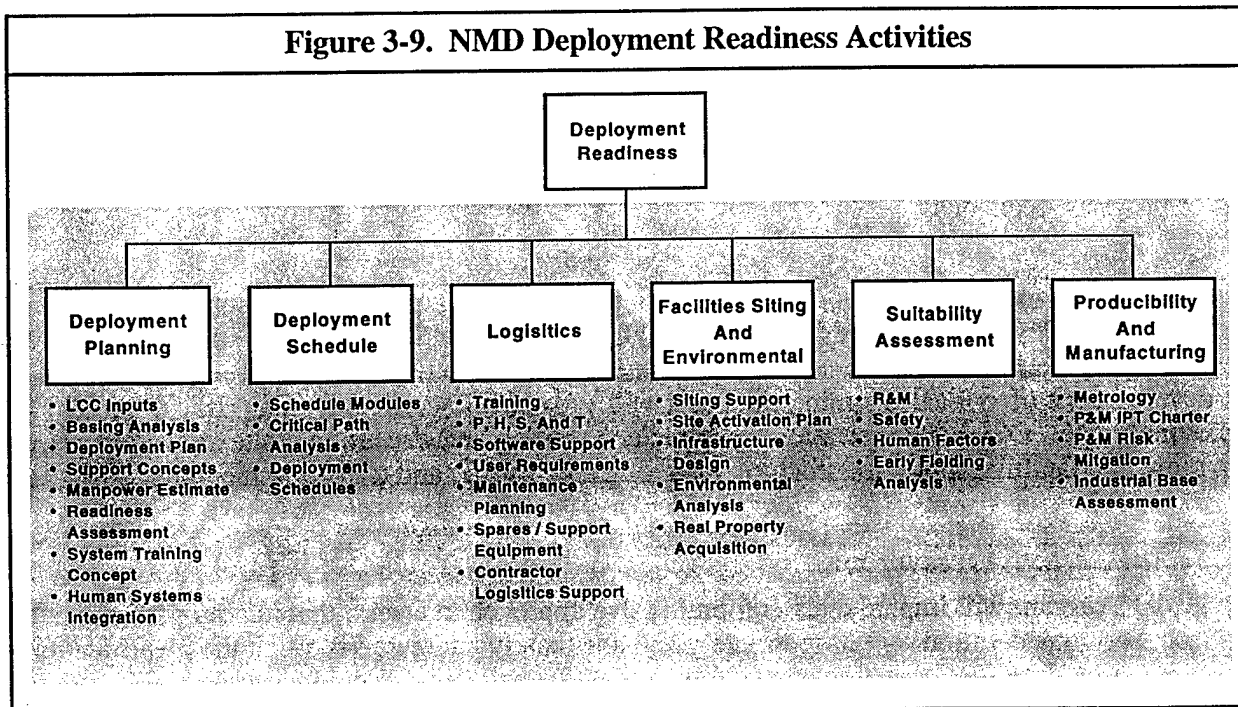 Figure 3-9. NMD Deployment Readiness Activities
Deployment
Readiness
Deployment
Planning
• LCC Inputs
• Basing Analysis
• Deployment Plan
• Support Concepts
• Manpower Estimate
• Readiness
Assessment
• System Training
Concept
• Human Systems
Integration
Deployment
Schedule
• Schedule Modules
• Critical Path
Analysis
• Deployment
Schedules
Logisitics
• Training
• P, H, S, And T
• Software Support
• User Requirements
• Maintenance
Planning
• Spares / Support
Equipment
• Contractor
Logisitics Support
Facilities Siting
And
Environmental
• Siting Support
• Site Activation Plan
• Infrastructure
Design
• Environmental
Analysis
• Real Property
Acquisition
Suitability
Assessment
• R&M
• Safety
• Human Factors
• Early Fielding
Analysis
Producibility
And
Manufacturing
• Metrology
• P&M IPT Charter
• P&M Risk
Mitgation
• Industrial Base
Assessment